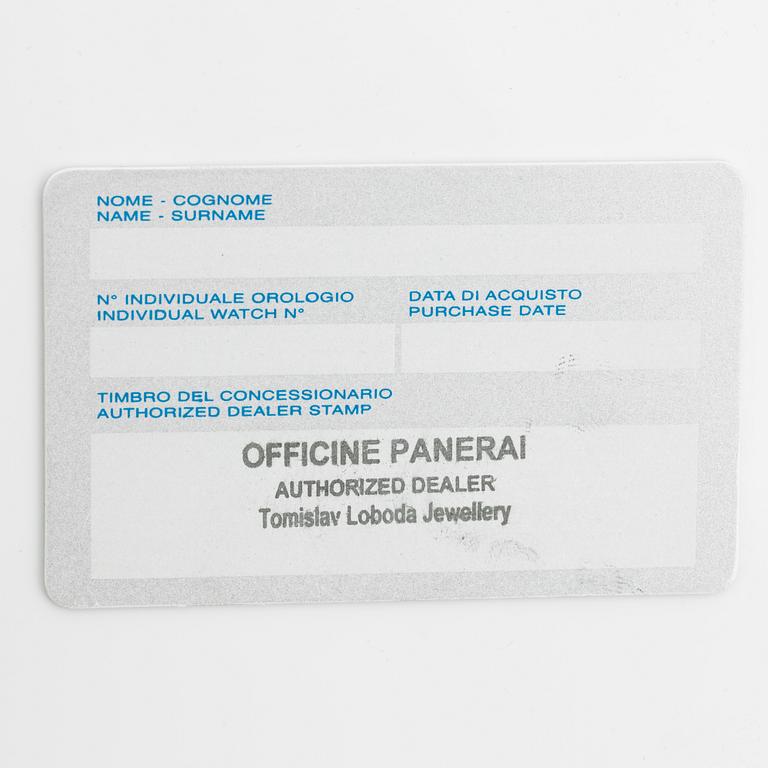 NOME - COGNOME
NAME - SURNAME
N° INDIVIDUALE OROLOGIO
INDIVIDUAL WATCH N°
DATA DI ACQUISTO
PURCHASE DATE
TIMBRO DEL CONCESSIONARIO
AUTHORIZED DEALER STAMP
OFFICINE PANERAI
AUTHORIZED DEALER
Tomislav Loboda Jewellery